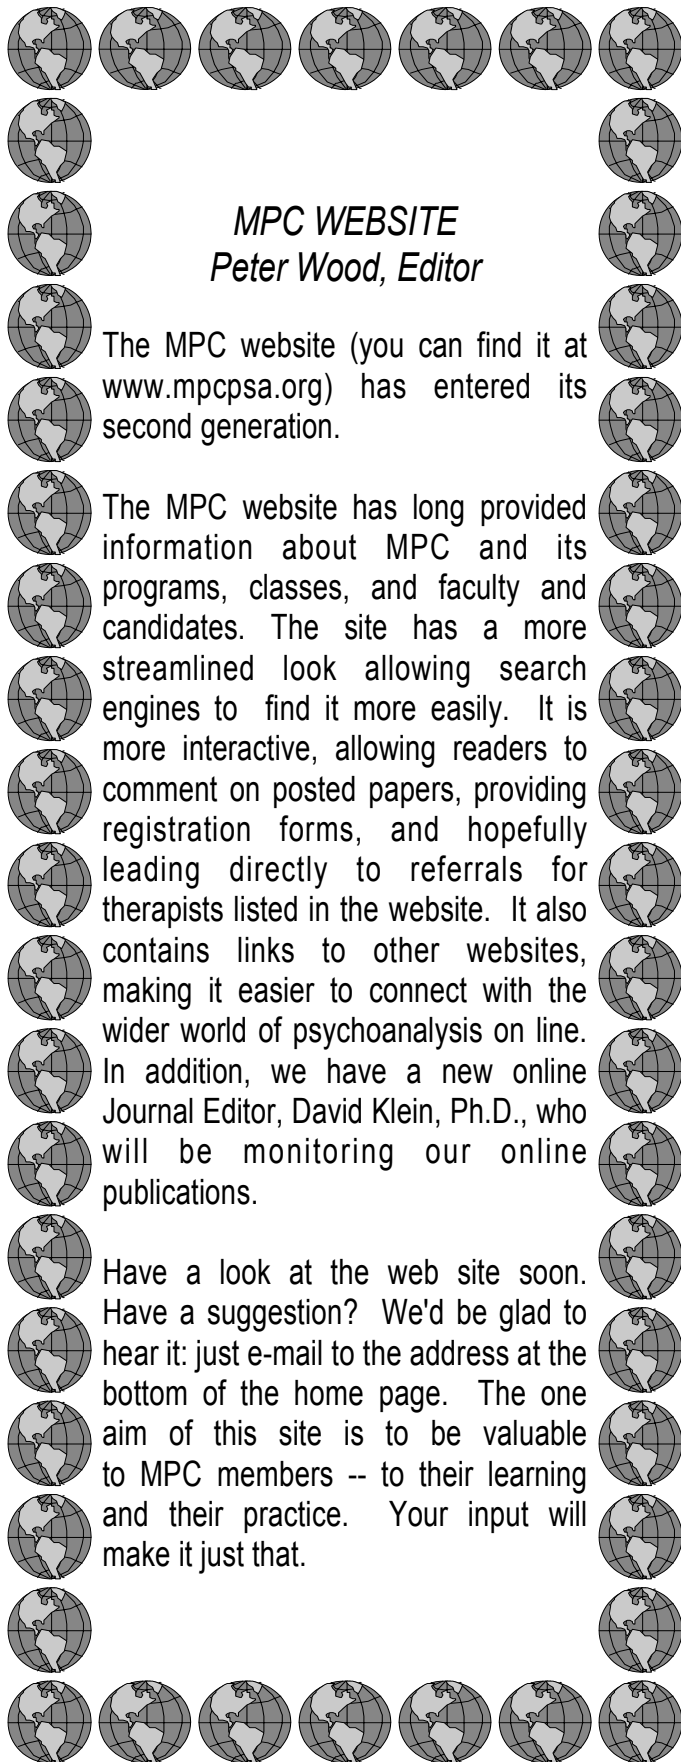 MPC WEBSITE
Peter Wood, Editor
The MPC website (you can find it at
www.mpcpsa.org) has entered its
second generation.
The MPC website has long provided
information about MPC and its
programs, classes, and faculty and
candidates. The site has a more
streamlined look allowing search
engines to find it more easily. It is
more interactive, allowing readers to
comment on posted papers, providing
registration forms, and hopefully
leading directly to referrals for
therapists listed in the website. It also
contains links to other websites,
making it easier to connect with the
wider world of psychoanalysis on line.
In addition, we have a new online
Journal Editor, David Klein, Ph.D., who
will be monitoring our online
publications.
Have a look at the web site soon.
Have a suggestion? We'd be glad to
hear it: just e-mail to the address at the
bottom of the home page. The one
aim of this site is to be valuable
to MPC members -- to their learning
and their practice. Your input will
make it just that.